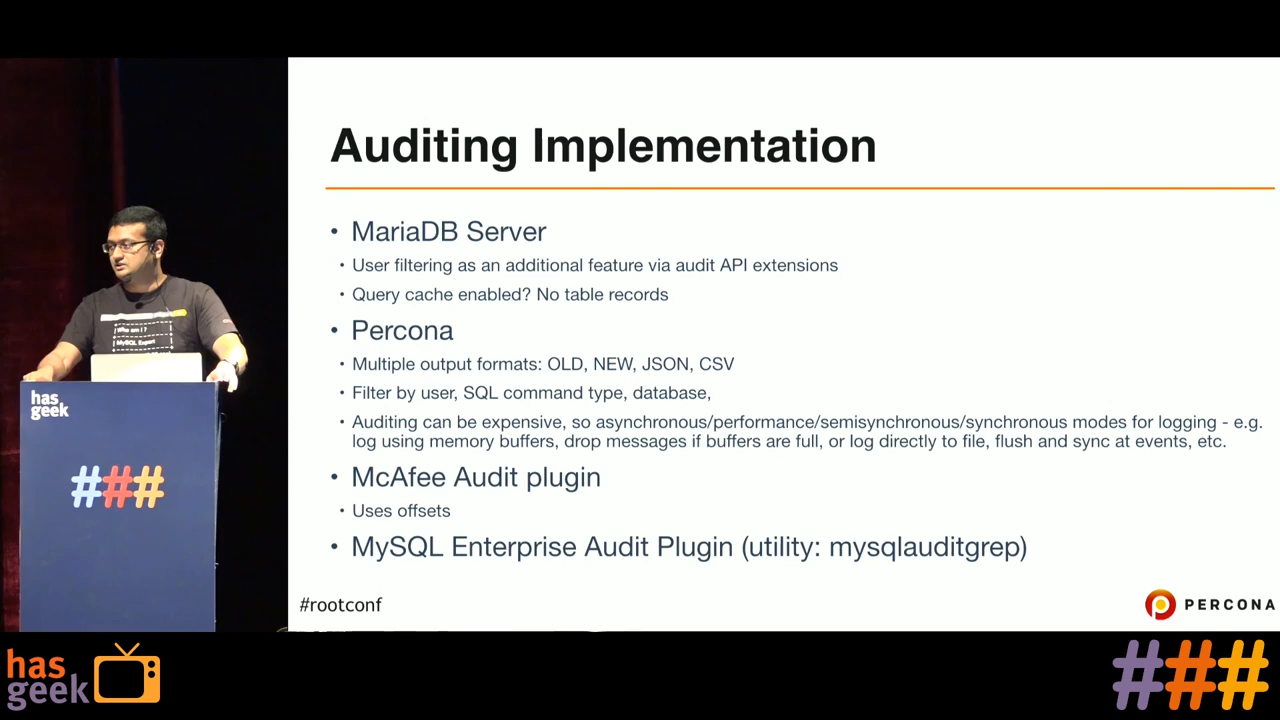 Auditing Implementation
• MariaDB Server
• User filtering as an additional feature via audit API extensions
• Query cache enabled? No table records
• Percona
• Multiple output formats: OLD, NEW, JSON, CSV
• Filter by user, SQL command type, database,
• Auditing can be expensive, so asynchronous/performance/semisynchronous/synchronous modes for logging - e.g.
log using memory buffers, drop messages if buffers are full, or log directly to file, flush and sync at events, etc.
• McAfee Audit plugin
• Uses offsets
• MySQL Enterprise Audit Plugin (utility: mysqlauditgrep)
#rootconf
PERCONA
Who am I?
MySQL Expert
has
geek
###
has
geek
###